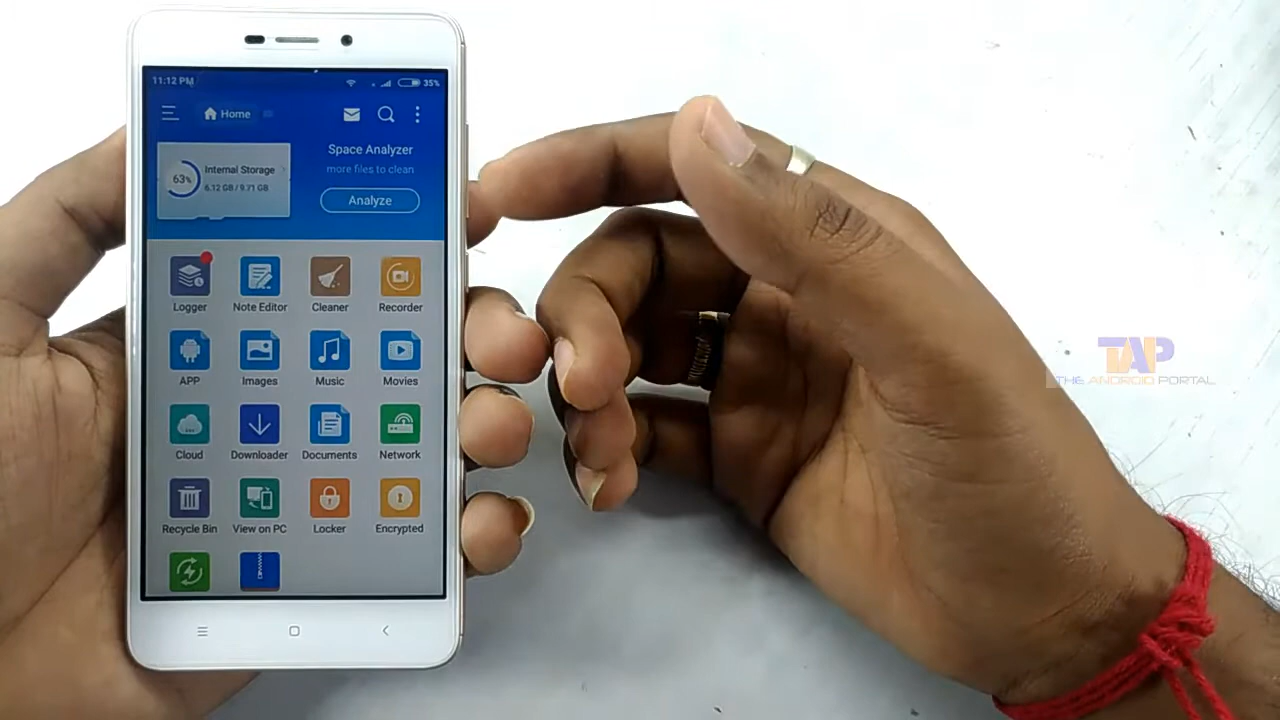 11:12 PM
35%
Home
Space Analyzer
more files to clean
Analyze
63%
Internal Storage
6.12 GB / 9.71 GB
Logger
Note Editor
Cleaner
Recorder
APP
Images
Music
Movies
Cloud
Downloader
Documents
Network
Recycle Bin
View on PC
Locker
Encrypted
TAP
THE ANDROID PORTAL